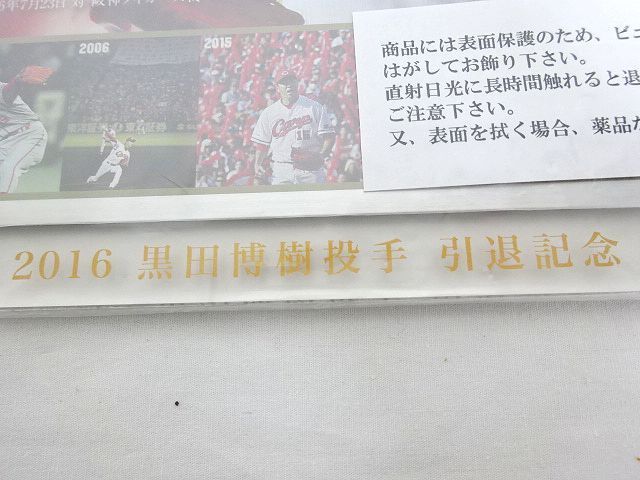 年7月23日 対 阪神
2006
2015
Carp
商品には表面保護のため、ビニ
はがしてお飾り下さい。
直射日光に長時間触れると退
ご注意下さい。
又、表面を拭く場合、薬品
2016 黒田博樹投手 引退記念